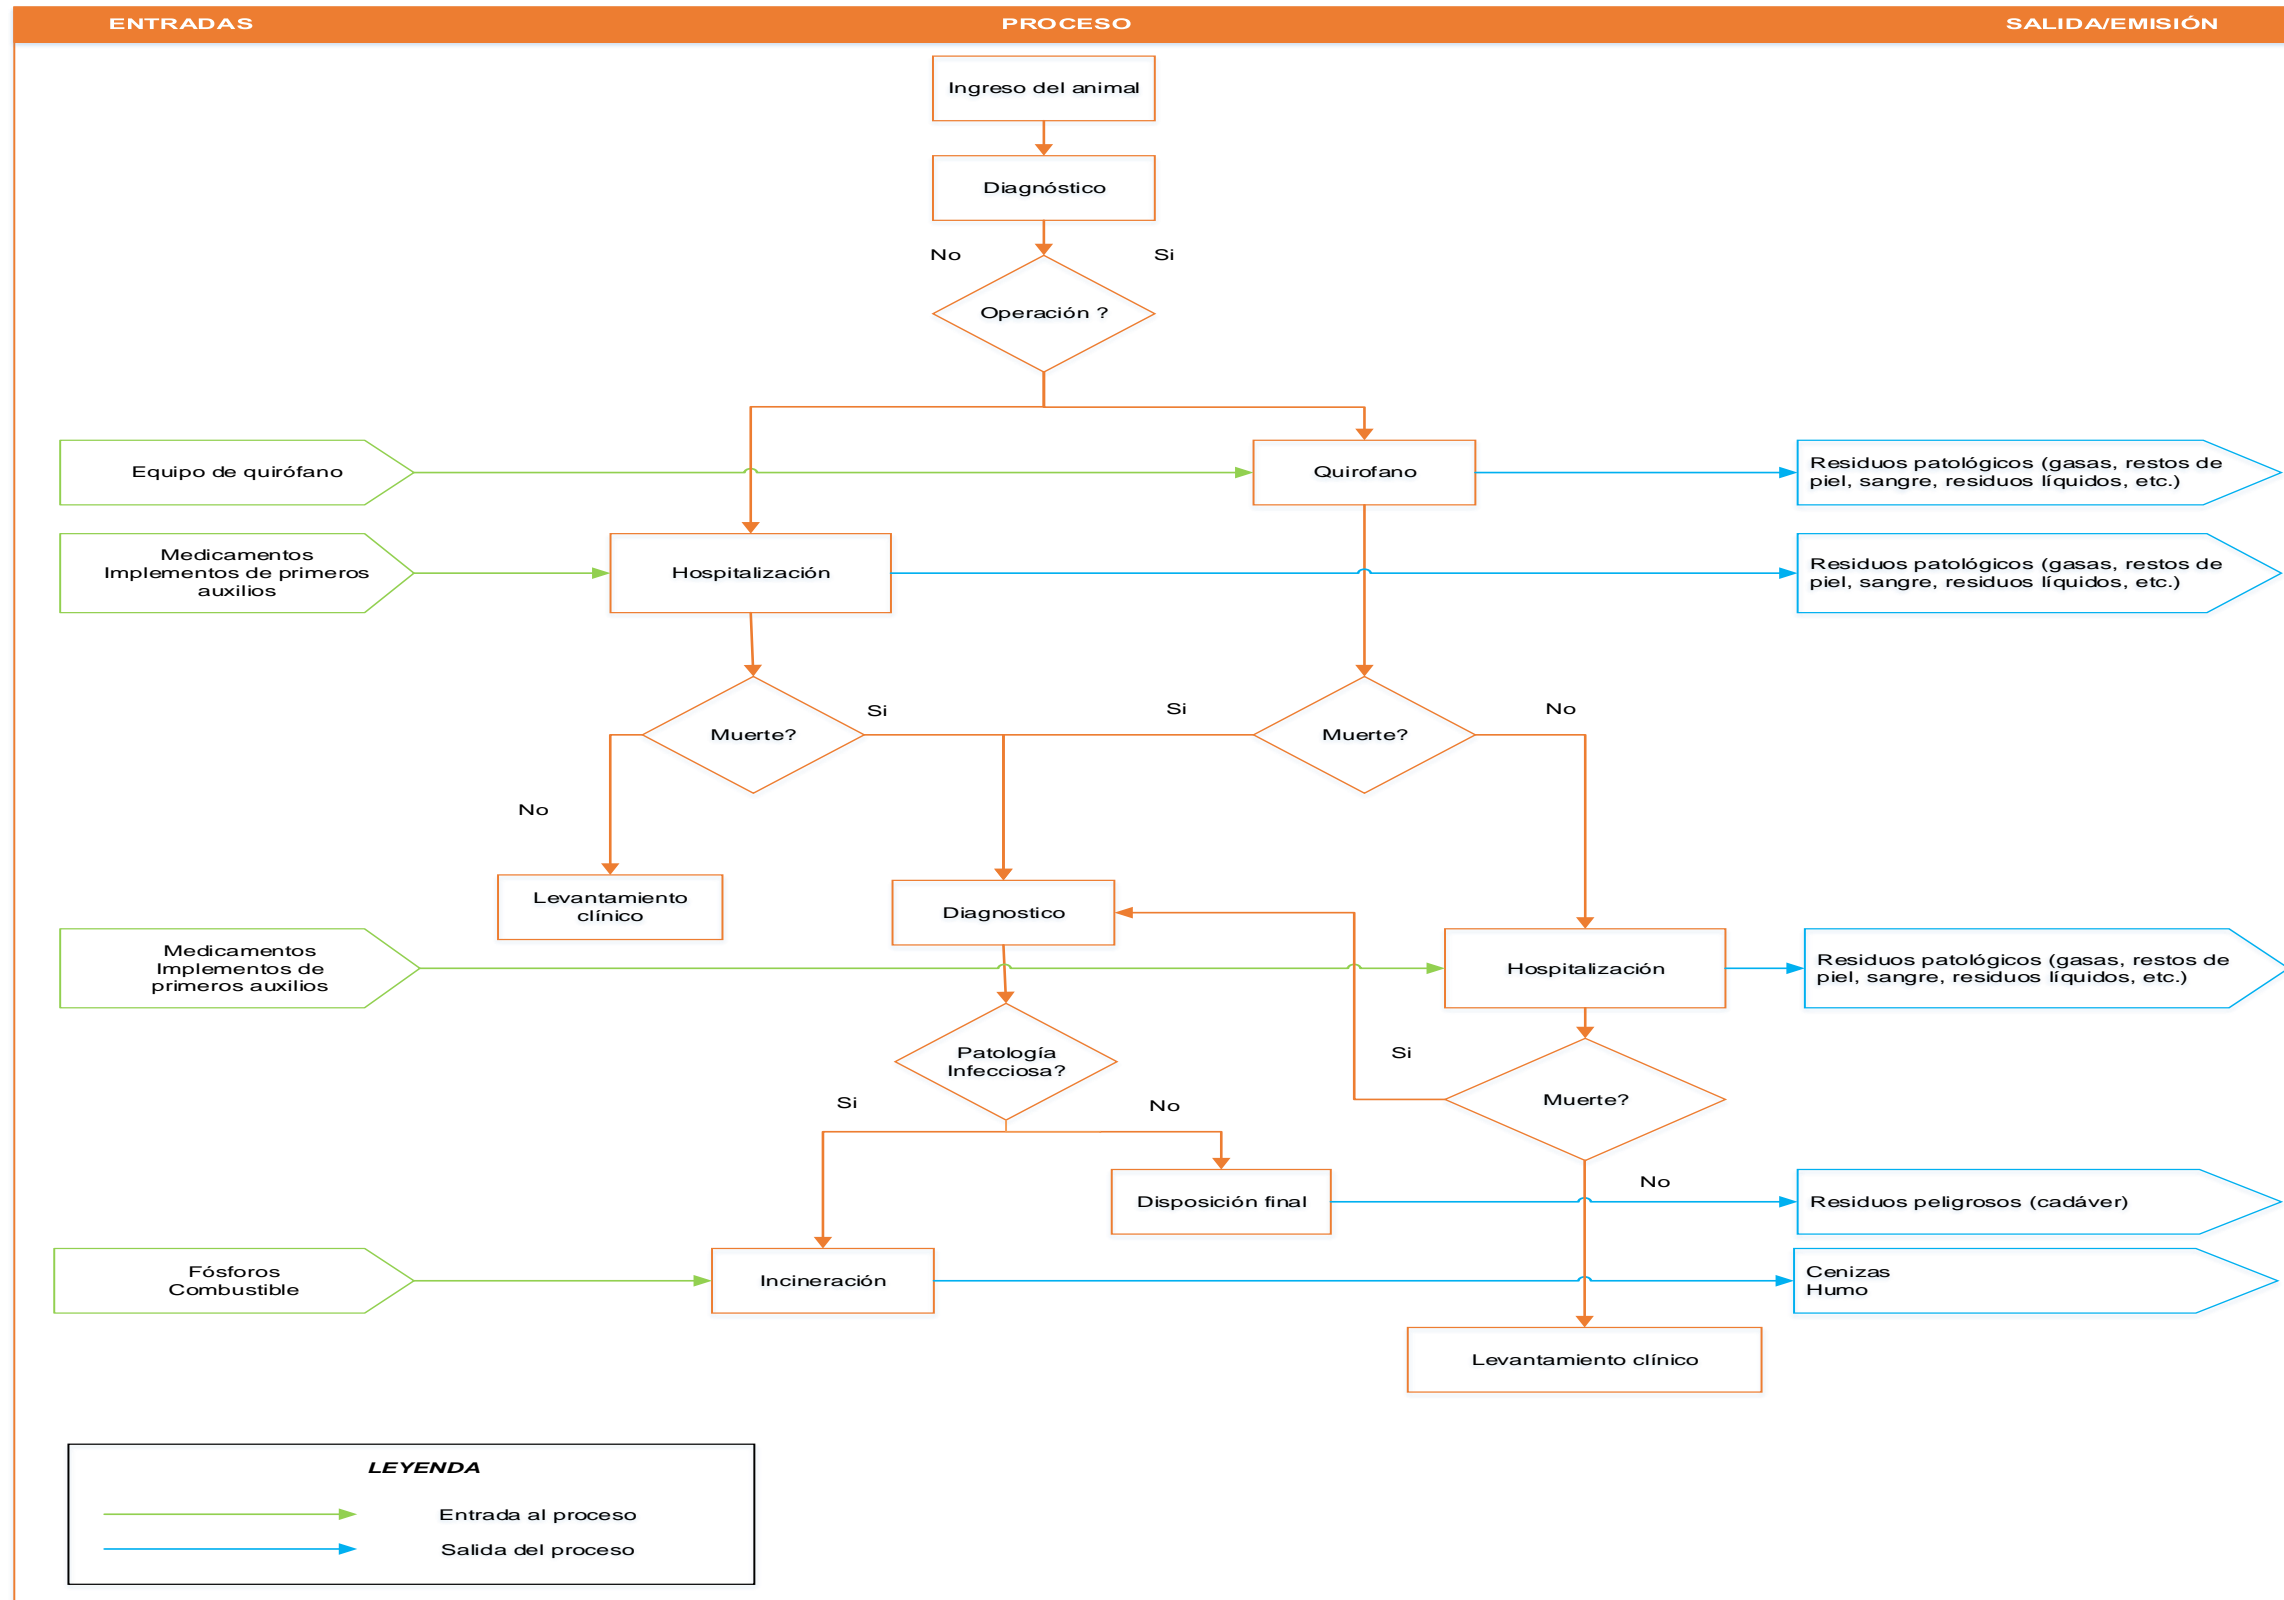 ENTRADAS
PROCESO
SALIDA/EMISIÓN
Ingreso del animal
Diagnóstico
No
Si
Operación ?
Equipo de quirófano
Quirofano
Residuos patológicos (gasas, restos de
piel, sangre, residuos líquidos, etc.)
Medicamentos
Implementos de primeros
auxilios
Hospitalización
Residuos patológicos (gasas, restos de
piel, sangre, residuos líquidos, etc.)
Si
Si
No
Muerte?
Muerte?
No
Levantamiento
clínico
Diagnostico
Medicamentos
Implementos de
primeros auxilios
Hospitalización
Residuos patológicos (gasas, restos de
piel, sangre, residuos líquidos, etc.)
Patología
Infecciosa?
Si
Muerte?
Si
No
Disposición final
No
Residuos peligrosos (cadáver)
Fósforos
Combustible
Incineración
Cenizas
Humo
Levantamiento clínico
LEYENDA
Entrada al proceso
Salida del proceso